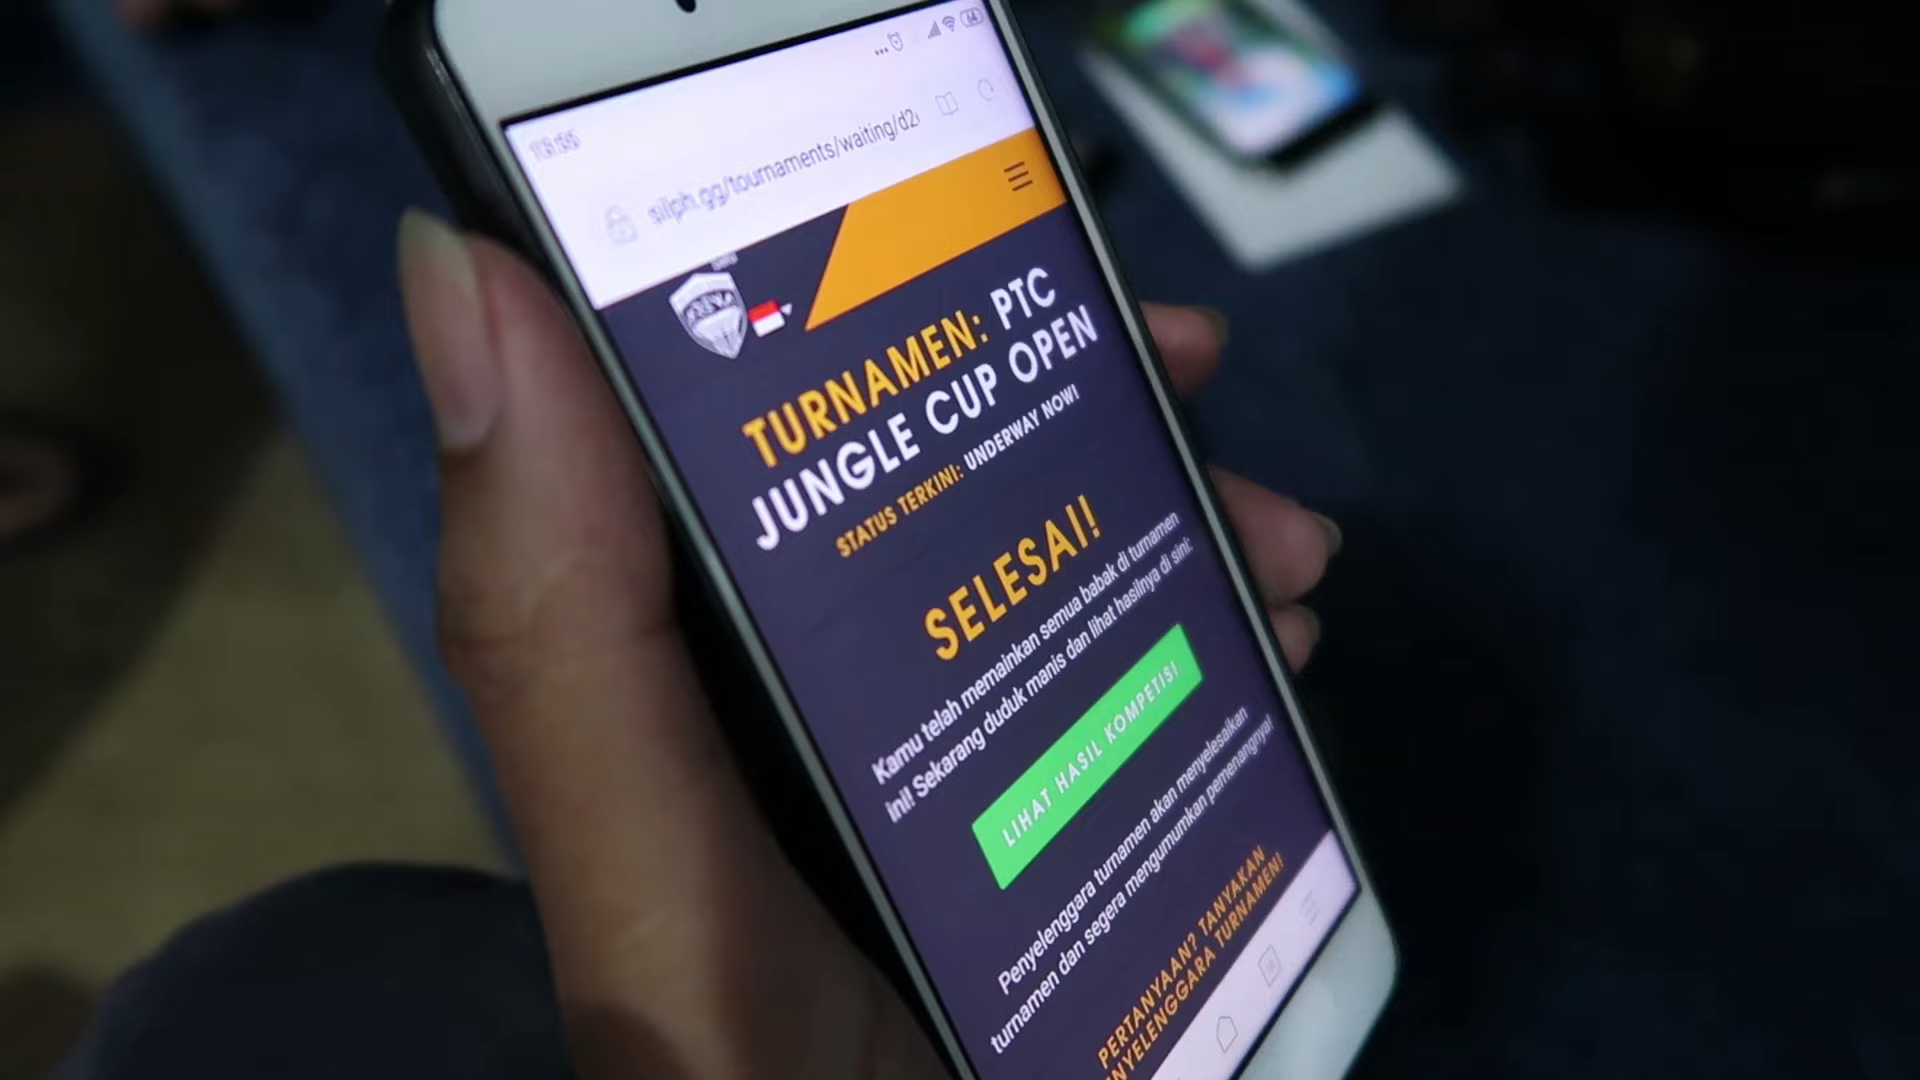 64
silph.gg/tournaments/waiting/d2
TURNAMEN: PTC
JUNGLE CUP OPEN
STATUS TERKINI: UNDERWAY NOW!
SELESAI!
Kamu telah memainkan semua babak di turnamen
ini! Sekarang duduk manis dan lihat hasilnya di sini:
LIHAT HASIL KOMPETISI
Penyelenggara turnamen akan menyelesaikan
turnamen dan segera mengumumkan pemenangnya!
PERTANYAAN? TANYAKAN
NYELENGGARA TURNAMEN!